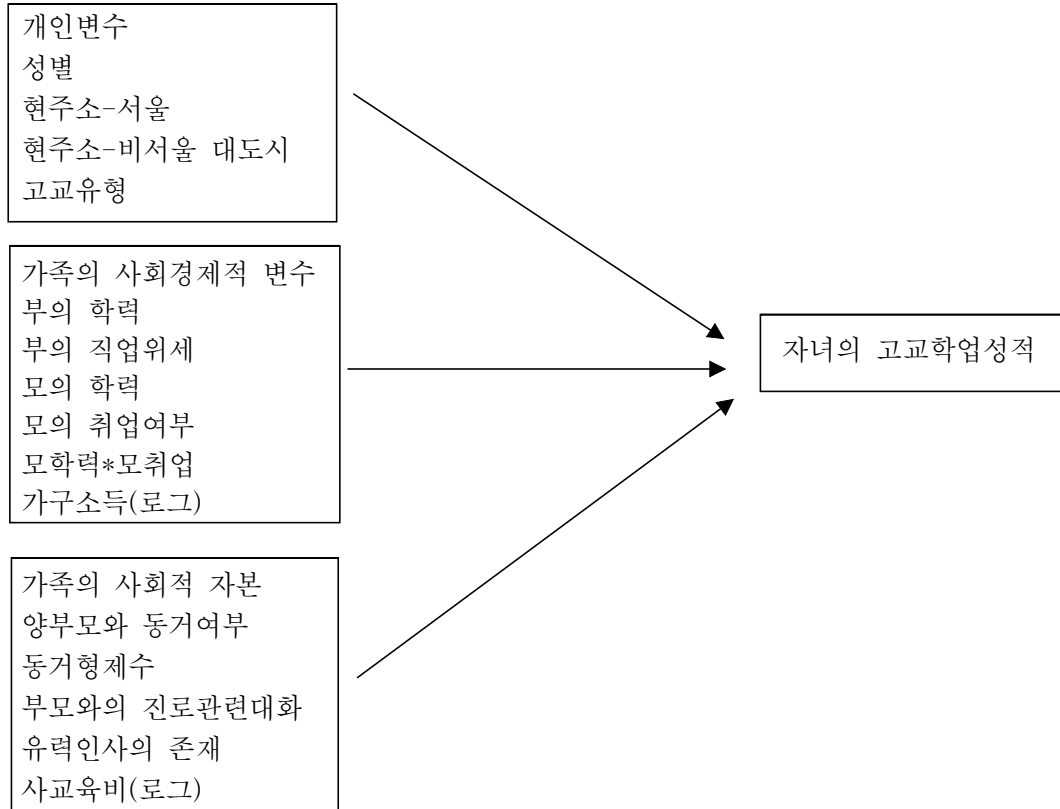 개인변수
성별
현주소-서울
현주소-비서울 대도시
고교유형
가족의 사회경제적 변수
부의 학력
부의 직업위세
모의 학력
모의 취업여부
모학력*모취업
가구소득(로그)
가족의 사회적 자본
양부모와 동거여부
동거형제수
부모와의 진로관련대화
유력인사의 존재
사교육비(로그)
자녀의 고교학업성적